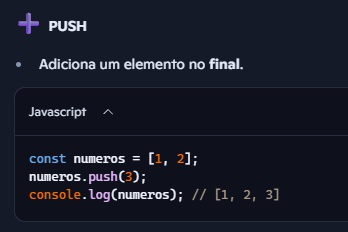 PUSH
• Adiciona um elemento no final.
Javascript
const numeros = [1, 2];
numeros.push(3);
console.log(numeros); // [1, 2, 3]